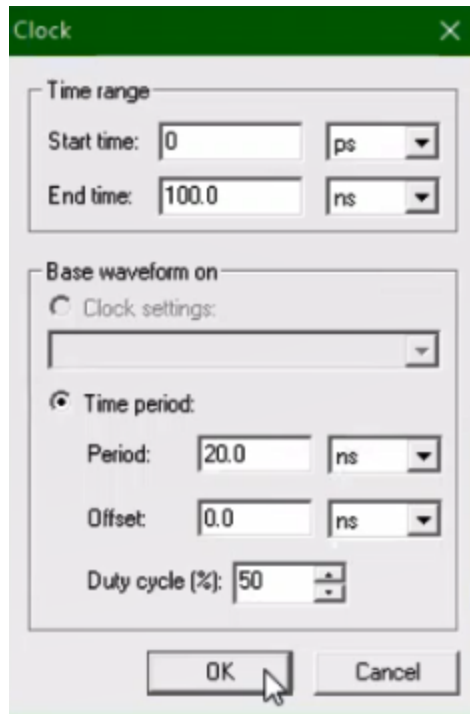 Clock
Time range
Start time: 0 ps
End time: 100.0 ns
Base waveform on
Clock settings:
Time period:
Period: 20.0 ns
Offset: 0.0 ns
Duty cycle (%): 50
OK Cancel